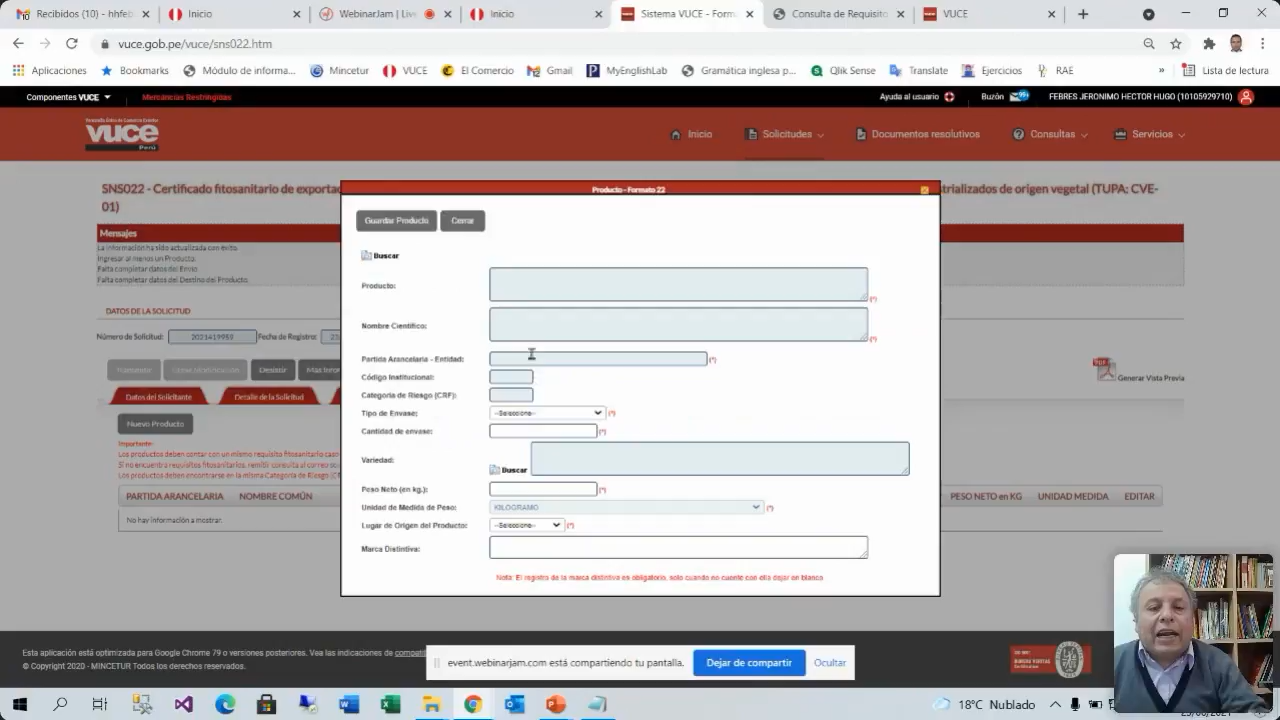 Recibidos (10) - hfeb
Inicio
WebinarJam | Live
Inicio
Sistema VUCE - Form
Consulta de Requisito
VUCE
vuce.gob.pe/sns022.htm
Aplicaciones
Bookmarks
Módulo de informa...
Mincetur
VUCE
El Comercio
Gmail
MyEnglishLab
Gramática inglesa p...
Qlik Sense
Translate
Ejercicios
RAE
»
Lista de lectura
Componentes VUCE
Mercancías Restringidas
Ayuda al usuario
Buzón
FEBRES JERONIMO HECTOR HUGO (10105929710)
vuce
Perú
Inicio
Solicitudes
Documentos resolutivos
Consultas
Servicios
SNS022 - Certificado fitosanitario de exporta
ustrializados de origen vegetal (TUPA: CVE-
01)
Producto - Formato 22
Guardar Producto
Cerrar
Mensajes
La información ha sido actualizada con éxito.
Ingresar al menos un Producto.
Falta completar datos del Envío.
Falta completar datos del Destino del Producto.
Buscar
Producto:
(*)
DATOS DE LA SOLICITUD
Nombre Científico:
(*)
Número de Solicitud:
2021419959
Fecha de Registro:
Partida Arancelaria - Entidad:
(*)
Transmitir
Desistir
Mas Infor
Código Institucional:
Generar Vista Previa
Categoría de Riesgo (CRF):
Datos del Solicitante
Detalle de la Solicitud
Tipo de Envase:
--Seleccione--
(*)
Nuevo Producto
Cantidad de envase:
(*)
Importante:
Los productos deben contar con un mismo requisito fitosanitario
Si no encuentra requisitos fitosanitarios, remitir consulta al correo
Los productos deben encontrarse en la misma Categoría de Riesgo (
Variedad:
Buscar
Peso Neto (en kg.):
(*)
PARTIDA ARANCELARIA
NOMBRE COMÚN
PESO NETO en KG
UNIDAD MEDIDA
EDITAR
Unidad de Medida de Peso:
KILOGRAMO
(*)
No hay información a mostrar.
Lugar de Origen del Producto:
--Seleccione--
(*)
Marca Distintiva:
Nota: El registro de la marca distintiva es obligatorio, solo cuando no cuente con ella dejar en blanco
Esta aplicación está optimizada para Google Chrome 79 o versiones posteriores. Vea las indicaciones de
© Copyright 2020 - MINCETUR Todos los derechos reservados.
event.webinarjam.com está compartiendo tu pantalla.
Dejar de compartir
Ocultar
18°C Nublado